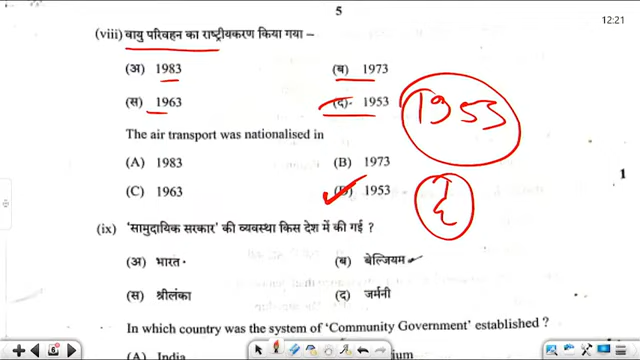 5
12:21
(viii) वायु परिवहन का राष्ट्रीयकरण किया गया –
(अ) 1983 (ब) 1973
(स) 1963 (द) 1953
1953
The air transport was nationalised in
(A) 1983 (B) 1973
1
(C) 1963 (D) 1953
द
(ix) 'सामुदायिक सरकार' की व्यवस्था किस देश में की गई ?
(अ) भारत (ब) बेल्जियम
(स) श्रीलंका (द) जर्मनी
In which country was the system of 'Community Government' established ?
(A) India